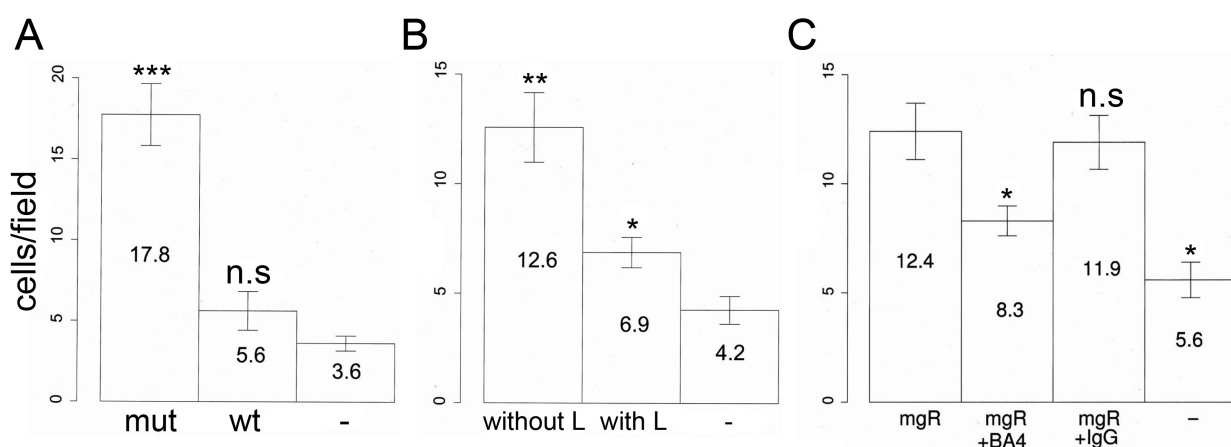 A
B
C
cells/field
20
15
10
5
0
***
n.s
17.8
5.6
3.6
mut wt -
15
10
5
0
**
*
12.6
6.9
4.2
without L with L -
15
10
5
0
n.s
*
*
12.4
8.3
11.9
5.6
mgR mgR mgR –
+BA4 +IgG